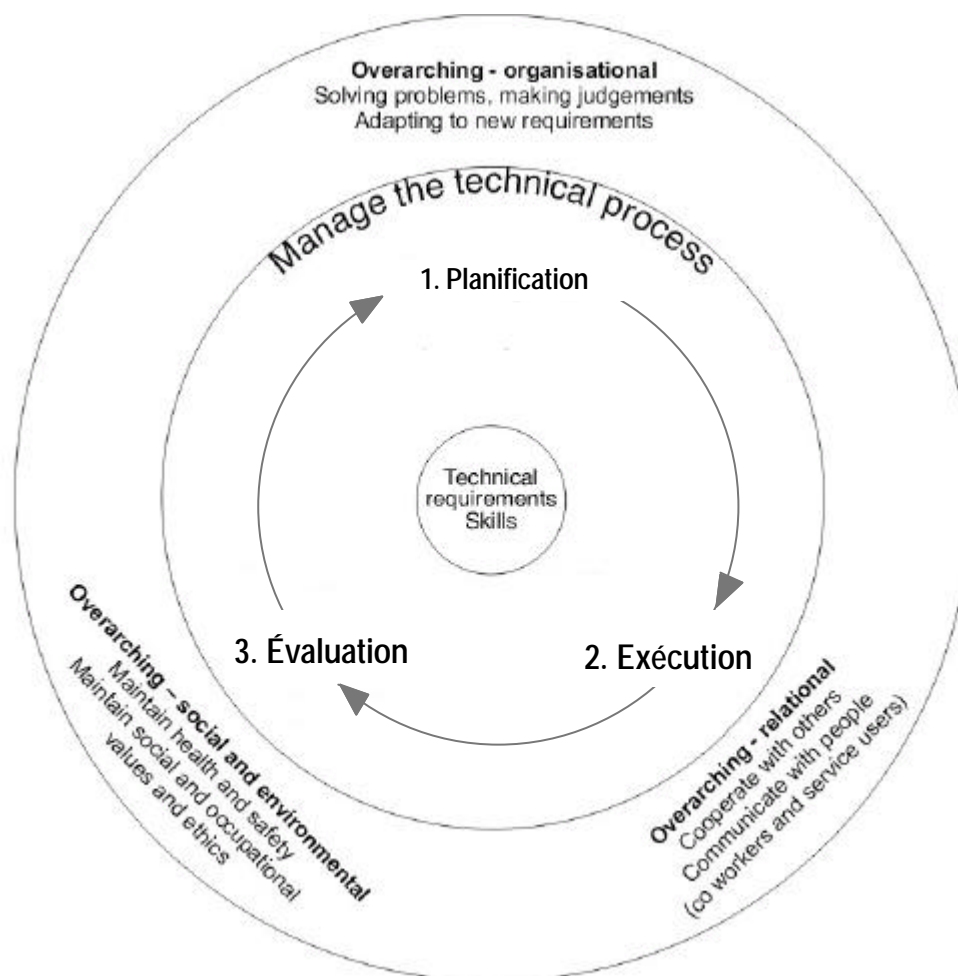 Overarching - organisational
Solving problems, making judgements
Adapting to new requirements
Manage the technical process
1. Planification
Technical
requirements
Skills
3. Évaluation
2. Exécution
Overarching – social and environmental
Maintain health and safety
Maintain social and occupational
values and ethics
Overarching - relational
Cooperate with others
Communicate with people
(co workers and service users)